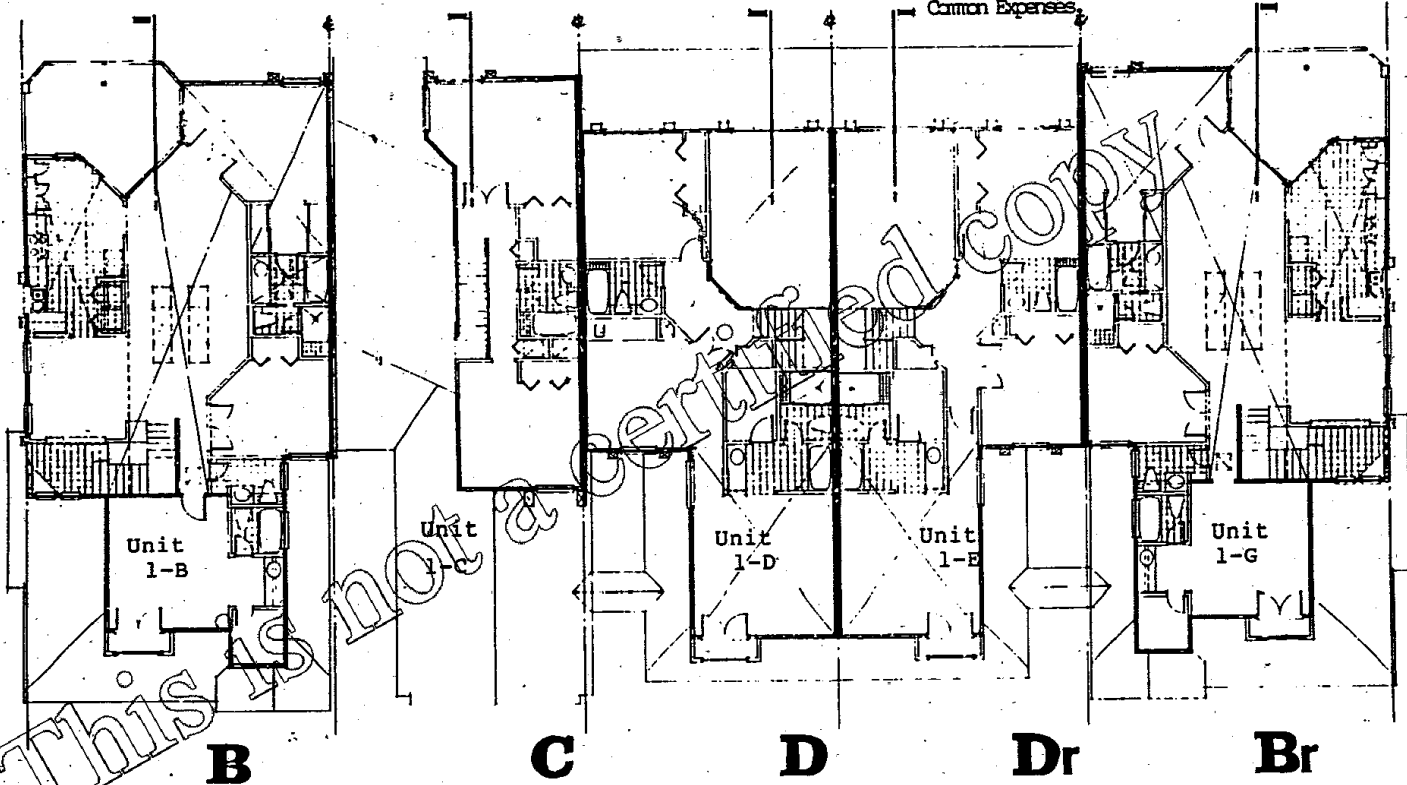 Common Expenses.
Unit
1-B
Unit
1-C
Unit
1-D
Unit
1-E
Unit
1-G
This is not a certified copy
B
C
D
Dr
Br